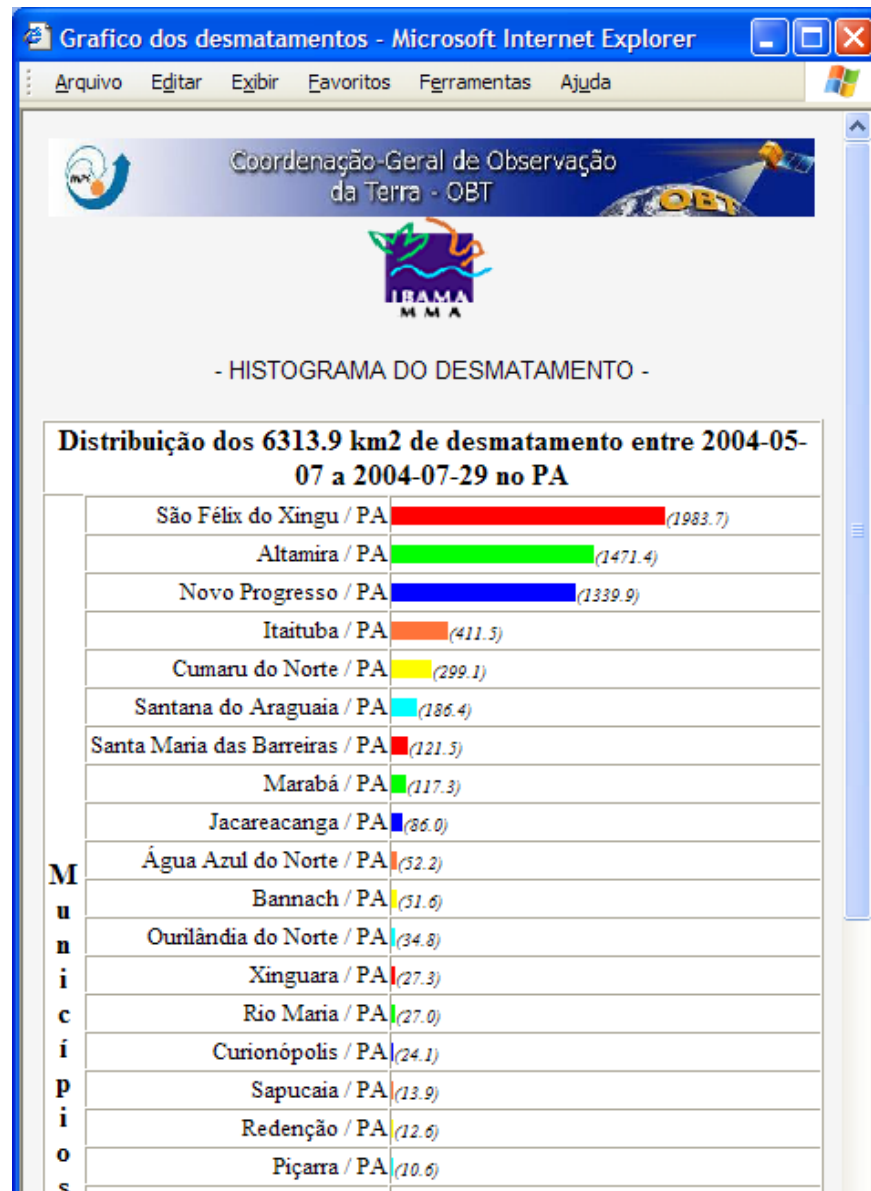 Grafico dos desmatamentos - Microsoft Internet Explorer
Arquivo Editar Exibir Favoritos Ferramentas Ajuda
Coordenação-Geral de Observação
da Terra - OBT
OBT
IBAMA
M M A
- HISTOGRAMA DO DESMATAMENTO -
Distribuição dos 6313.9 km2 de desmatamento entre 2004-05-
07 a 2004-07-29 no PA
Municípios
São Félix do Xingu / PA (1983.7)
Altamira / PA (1471.4)
Novo Progresso / PA (1339.9)
Itaituba / PA (411.5)
Cumaru do Norte / PA (299.1)
Santana do Araguaia / PA (186.4)
Santa Maria das Barreiras / PA (121.5)
Marabá / PA (117.3)
Jacareacanga / PA (86.0)
Água Azul do Norte / PA (52.2)
Bannach / PA (51.6)
Ourilândia do Norte / PA (34.8)
Xinguara / PA (27.3)
Rio Maria / PA (27.0)
Curionópolis / PA (24.1)
Sapucaia / PA (13.9)
Redenção / PA (12.6)
Piçarra / PA (10.6)